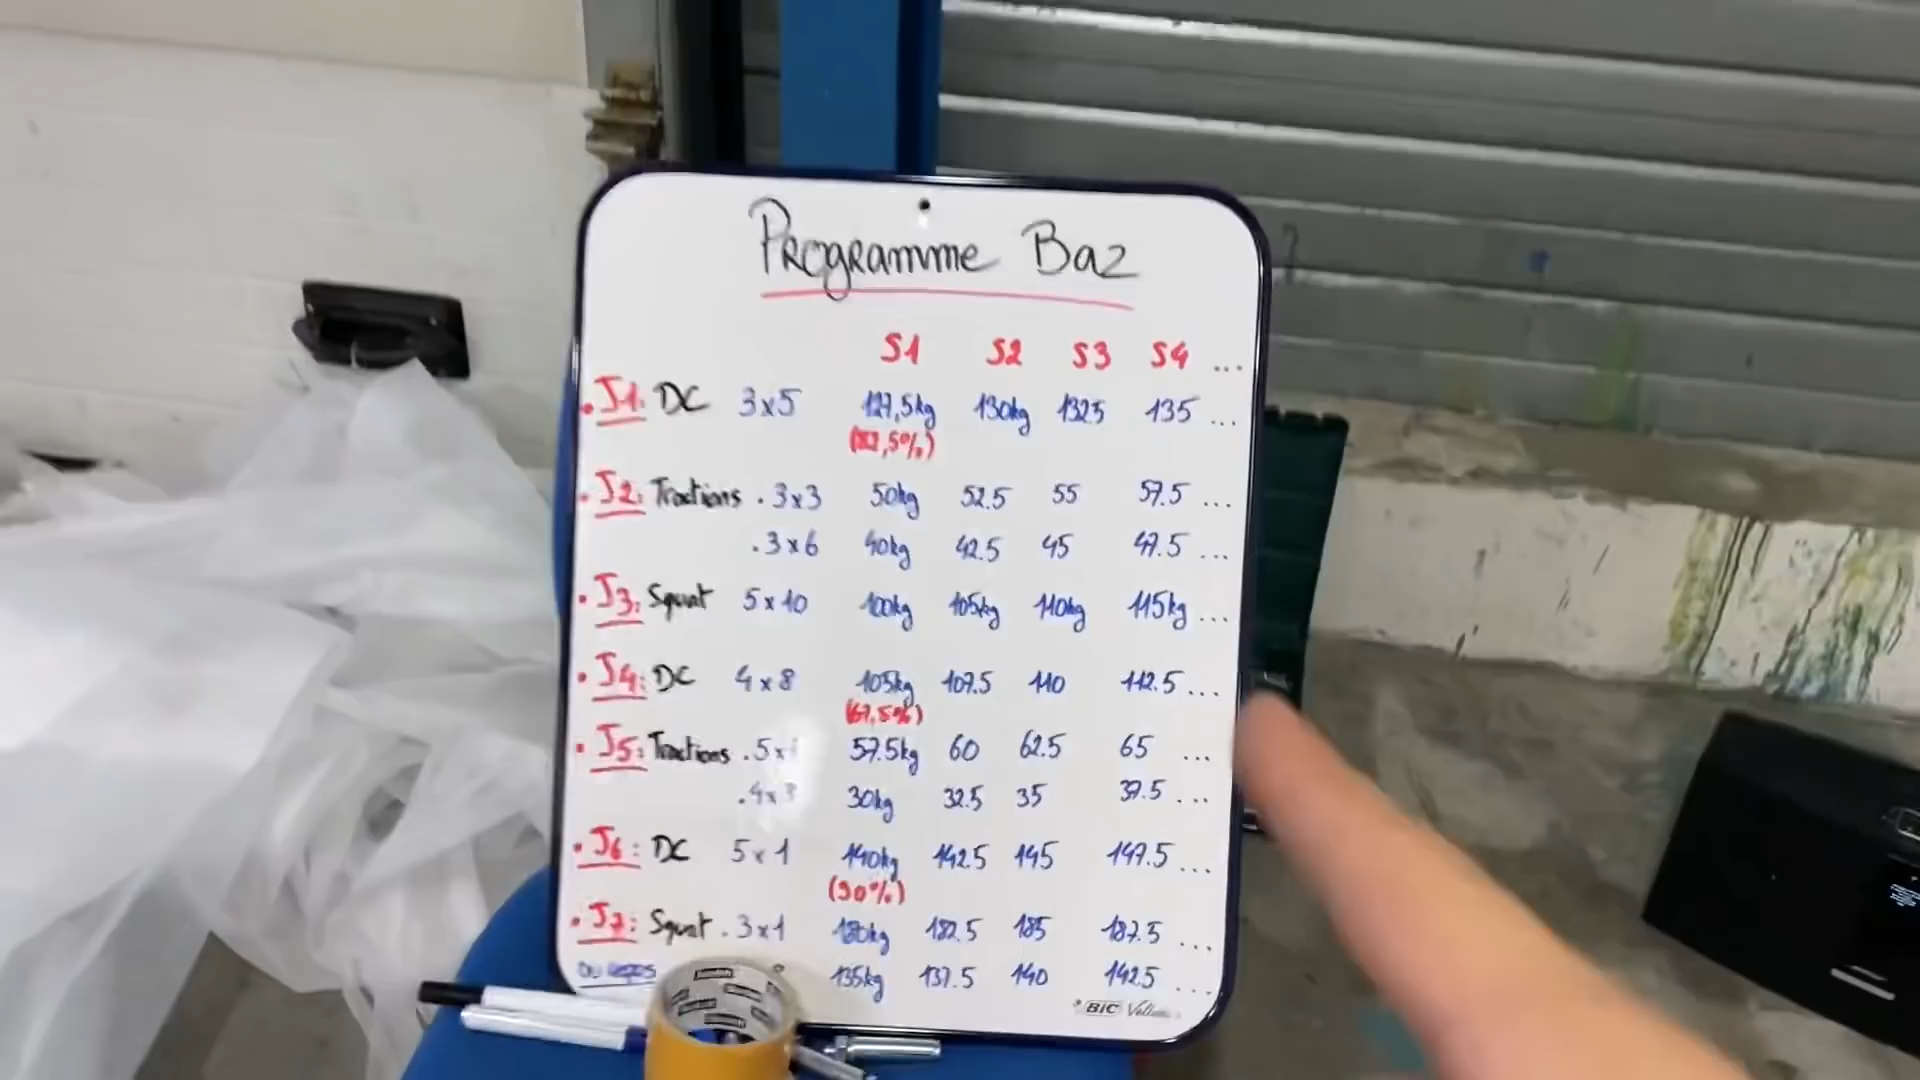 Programme Baz
S1 S2 S3 S4 ...
• J1: DC 3x5 127,5kg 130kg 132.5 135 ...
(82,5%)
• J2: Tractions . 3x3 50kg 52.5 55 57.5 ...
. 3x6 40kg 42.5 45 47.5 ...
• J3: Squat 5x10 100kg 105kg 110kg 115kg ...
• J4: DC 4x8 105kg 107.5 110 112.5 ...
(67,5%)
• J5: Tractions 57.5kg 60 62.5 65 ...
30kg 32.5 35 37.5 ...
• J6: DC 5x1 140kg 142.5 145 147.5 ...
(90%)
• J7: Squat . 3x1 180kg 182.5 185 187.5 ...
ou repos 135kg 137.5 140 142.5 ...
BIC